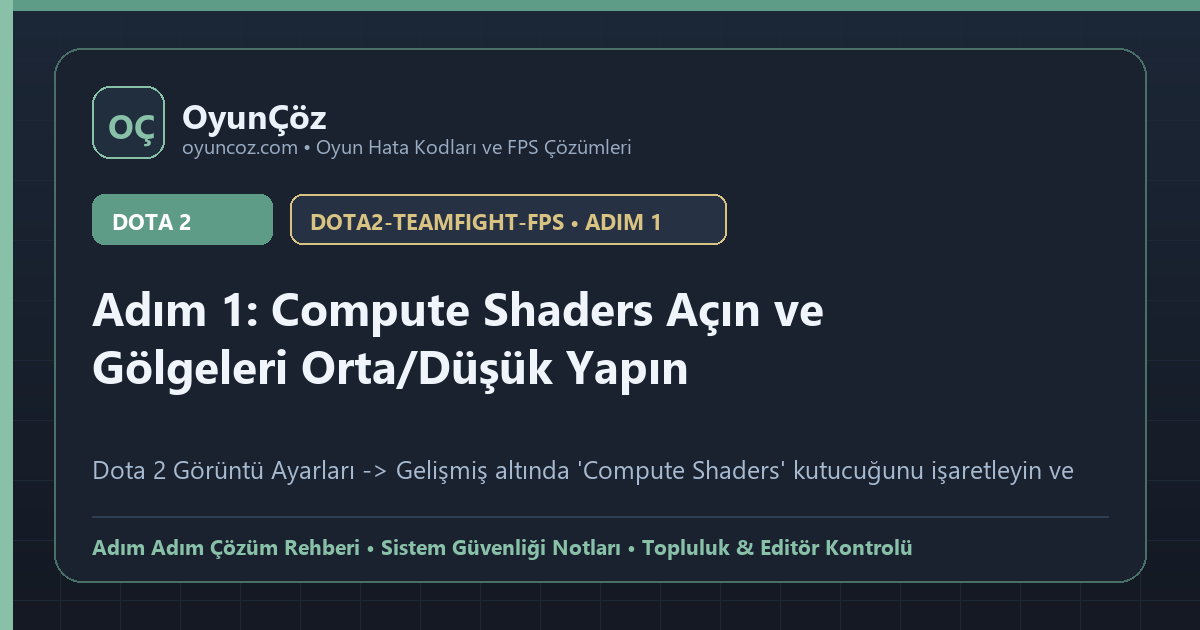 OÇ
OyunÇöz
oyuncoz.com • Oyun Hata Kodları ve FPS Çözümleri
DOTA 2
DOTA2-TEAMFIGHT-FPS • ADIM 1
Adım 1: Compute Shaders Açın ve
Gölgeleri Orta/Düşük Yapın
Dota 2 Görüntü Ayarları -> Gelişmiş altında 'Compute Shaders' kutucuğunu işaretleyin ve
Adım Adım Çözüm Rehberi • Sistem Güvenliği Notları • Topluluk & Editör Kontrolü